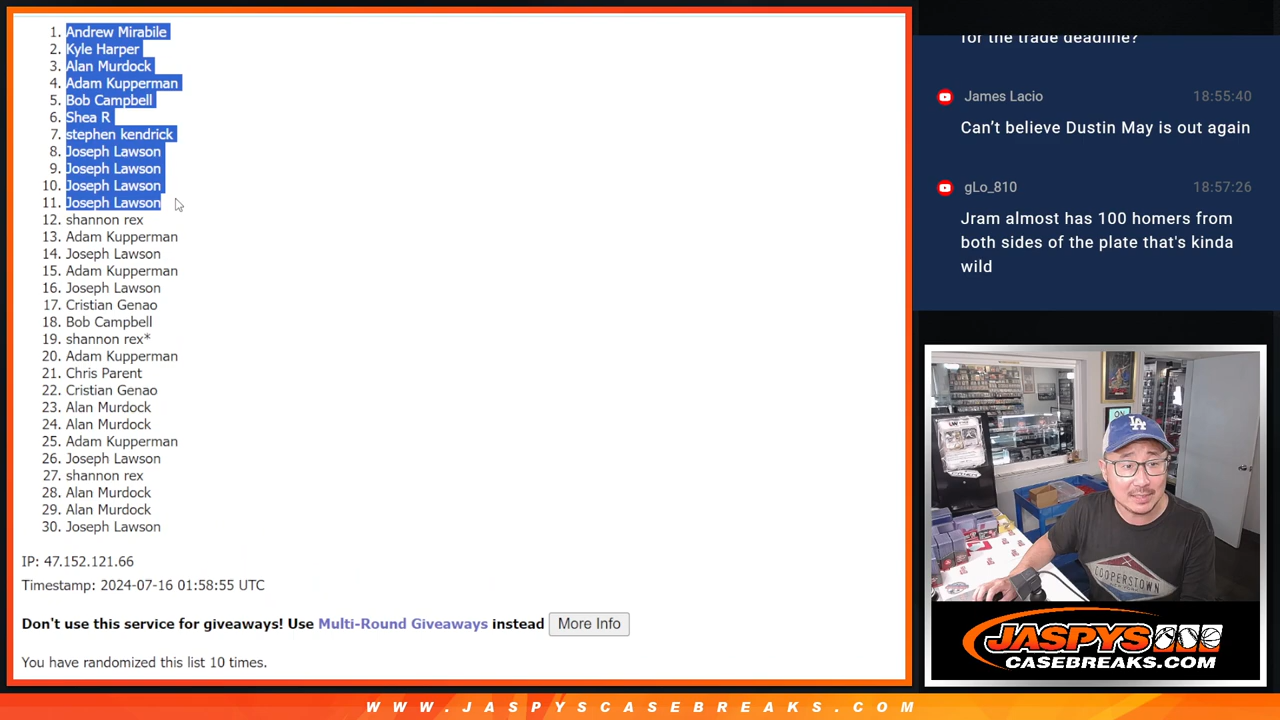 1. Andrew Mirabile
2. Kyle Harper
3. Alan Murdock
4. Adam Kupperman
5. Bob Campbell
6. Shea R
7. stephen kendrick
8. Joseph Lawson
9. Joseph Lawson
10. Joseph Lawson
11. Joseph Lawson
12. shannon rex
13. Adam Kupperman
14. Joseph Lawson
15. Adam Kupperman
16. Joseph Lawson
17. Cristian Genao
18. Bob Campbell
19. shannon rex*
20. Adam Kupperman
21. Chris Parent
22. Cristian Genao
23. Alan Murdock
24. Alan Murdock
25. Adam Kupperman
26. Joseph Lawson
27. shannon rex
28. Alan Murdock
29. Alan Murdock
30. Joseph Lawson
IP: 47.152.121.66
Timestamp: 2024-07-16 01:58:55 UTC
Don't use this service for giveaways! Use Multi-Round Giveaways instead More Info
You have randomized this list 10 times.
for the trade deadline?
James Lacio 18:55:40
Can't believe Dustin May is out again
gLo_810 18:57:26
Jram almost has 100 homers from
both sides of the plate that's kinda
wild
LA
COOPERSTOWN
JASPYS
CASEBREAKS.COM
WWW.JASPYSCASEBREAKS.COM